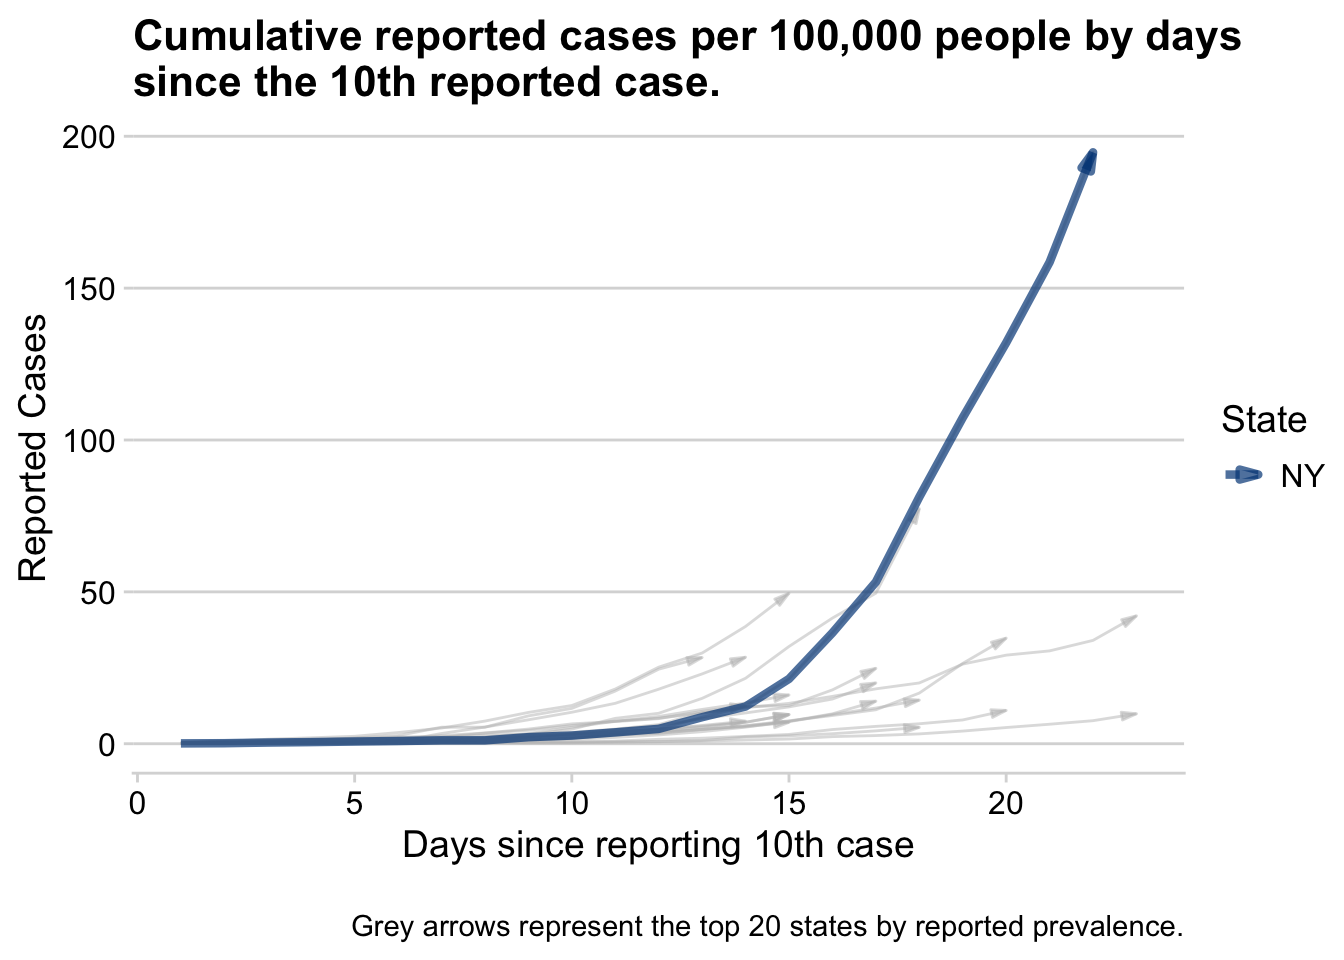 Cumulative reported cases per 100,000 people by days
since the 10th reported case.
200
150
100
50
0
Reported Cases
0 5 10 15 20
Days since reporting 10th case
State
NY
Grey arrows represent the top 20 states by reported prevalence.